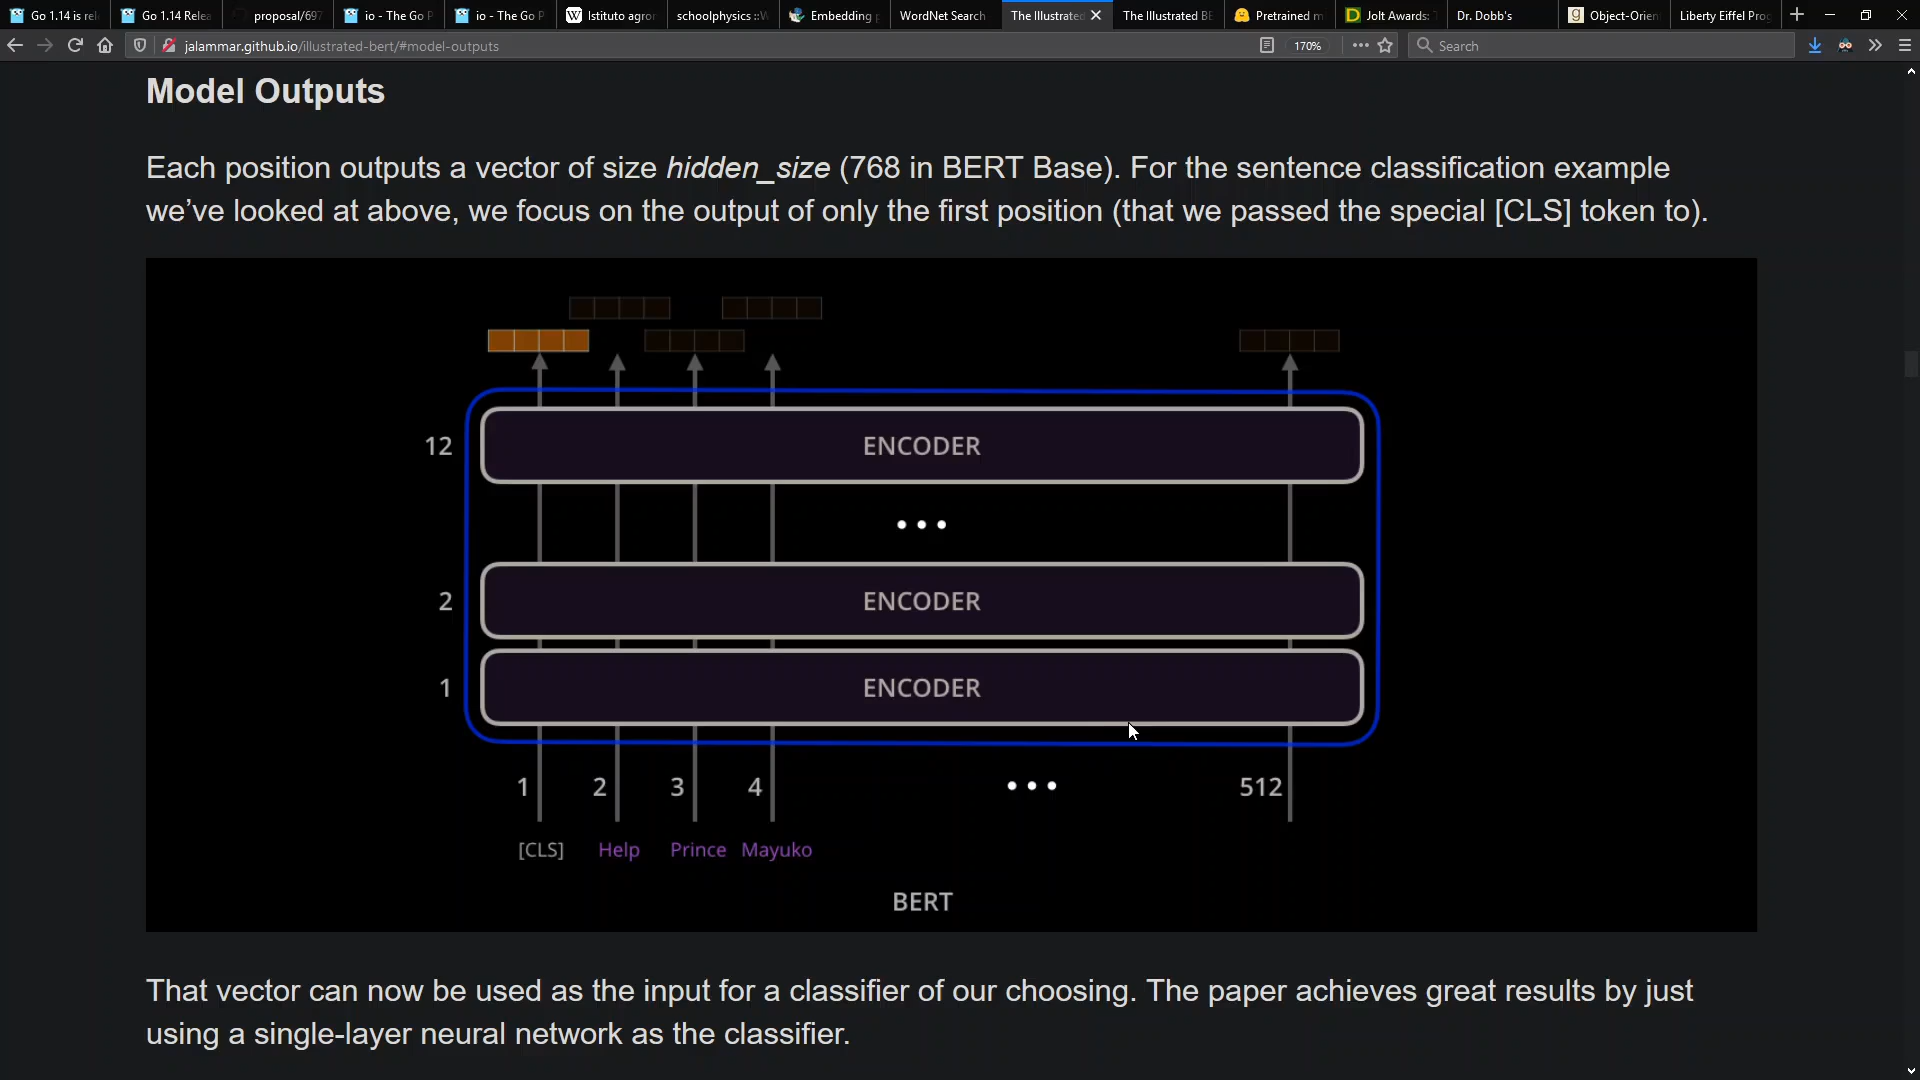 Go 1.14 is rel
Go 1.14 Relea
proposal/697
io - The Go P
io - The Go P
Istituto agror
schoolphysics ::W
Embedding p
WordNet Search
The Illustrated
The Illustrated BE
Pretrained m
Jolt Awards:
Dr. Dobb's
Object-Orien
Liberty Eiffel Prog
jalammar.github.io/illustrated-bert/#model-outputs
170%
Search
Model Outputs
Each position outputs a vector of size hidden_size (768 in BERT Base). For the sentence classification example
we’ve looked at above, we focus on the output of only the first position (that we passed the special [CLS] token to).
12 ENCODER
2 ENCODER
1 ENCODER
1 2 3 4 ••• 512
[CLS] Help Prince Mayuko
BERT
That vector can now be used as the input for a classifier of our choosing. The paper achieves great results by just
using a single-layer neural network as the classifier.